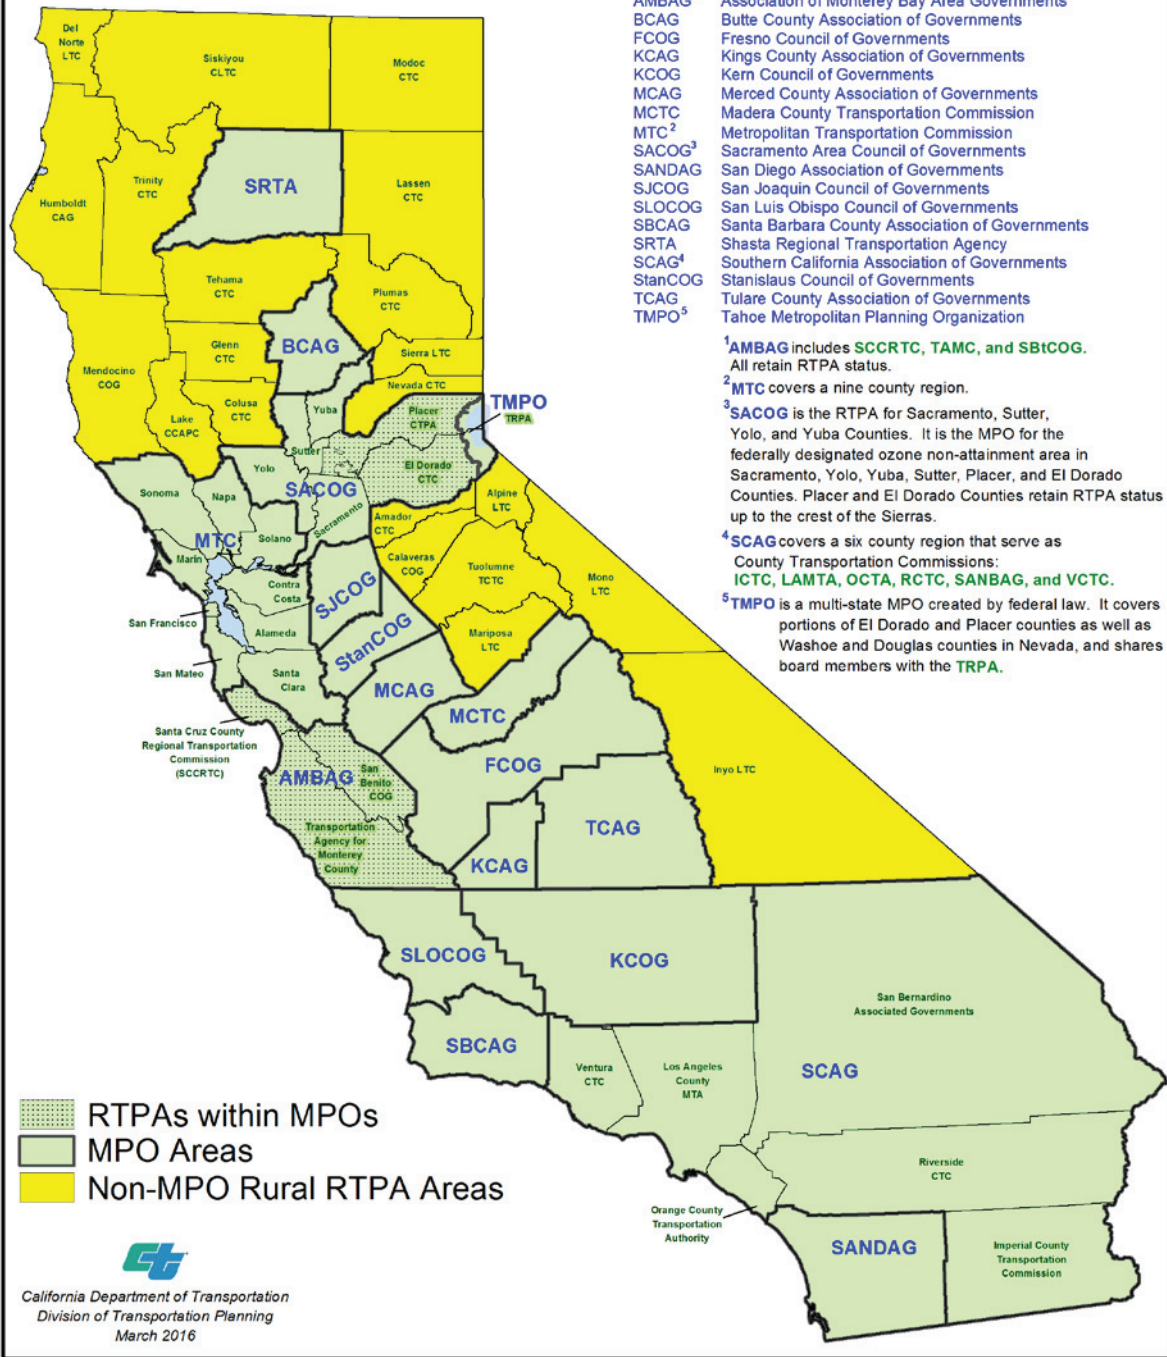 AMBAG Association of Monterey Bay Area Governments
BCAG Butte County Association of Governments
FCOG Fresno Council of Governments
KCAG Kings County Association of Governments
KCOG Kern Council of Governments
MCAG Merced County Association of Governments
MCTC Madera County Transportation Commission
MTC² Metropolitan Transportation Commission
SACOG³ Sacramento Area Council of Governments
SANDAG San Diego Association of Governments
SJCOG San Joaquin Council of Governments
SLOCOG San Luis Obispo Council of Governments
SBCAG Santa Barbara County Association of Governments
SRTA Shasta Regional Transportation Agency
SCAG⁴ Southern California Association of Governments
StanCOG Stanislaus Council of Governments
TCAG Tulare County Association of Governments
TMPO⁵ Tahoe Metropolitan Planning Organization
¹AMBAG includes SCCRTC, TAMC, and SBtCOG.
All retain RTPA status.
²MTC covers a nine county region.
³SACOG is the RTPA for Sacramento, Sutter,
Yolo, and Yuba Counties. It is the MPO for the
federally designated ozone non-attainment area in
Sacramento, Yolo, Yuba, Sutter, Placer, and El Dorado
Counties. Placer and El Dorado Counties retain RTPA status
up to the crest of the Sierras.
⁴SCAG covers a six county region that serve as
County Transportation Commissions:
ICTC, LAMTA, OCTA, RCTC, SANBAG, and VCTC.
⁵TMPO is a multi-state MPO created by federal law. It covers
portions of El Dorado and Placer counties as well as
Washoe and Douglas counties in Nevada, and shares
board members with the TRPA.
Del
Norte
LTC
Siskiyou
CLTC
Modoc
CTC
Humboldt
CAG
Trinity
CTC
SRTA
Lassen
CTC
Tehama
CTC
Plumas
CTC
Mendocino
COG
Glenn
CTC
BCAG
Sierra LTC
Nevada CTC
Lake
CCAPC
Colusa
CTC
Yuba
Sutter
Placer
CTPA
TMPO
TRPA
Yolo
SACOG
El Dorado
CTC
Sonoma
Napa
Sacramento
Alpine
LTC
MTC
Solano
Amador
CTC
Marin
Calaveras
COG
Tuolumne
TCTC
Mono
LTC
Contra
Costa
SJCOG
San Francisco
Alameda
StanCOG
Mariposa
LTC
San Mateo
Santa
Clara
MCAG
MCTC
Santa Cruz County
Regional Transportation
Commission
(SCCRTC)
AMBAG
San
Benito
COG
FCOG
Inyo LTC
Transportation
Agency for
Monterey
County
KCAG
TCAG
SLOCOG
KCOG
San Bernardino
Associated Governments
SBCAG
Ventura
CTC
Los Angeles
County
MTA
SCAG
Riverside
CTC
Orange County
Transportation
Authority
SANDAG
Imperial County
Transportation
Commission
RTPAs within MPOs
MPO Areas
Non-MPO Rural RTPA Areas
Ct
California Department of Transportation
Division of Transportation Planning
March 2016